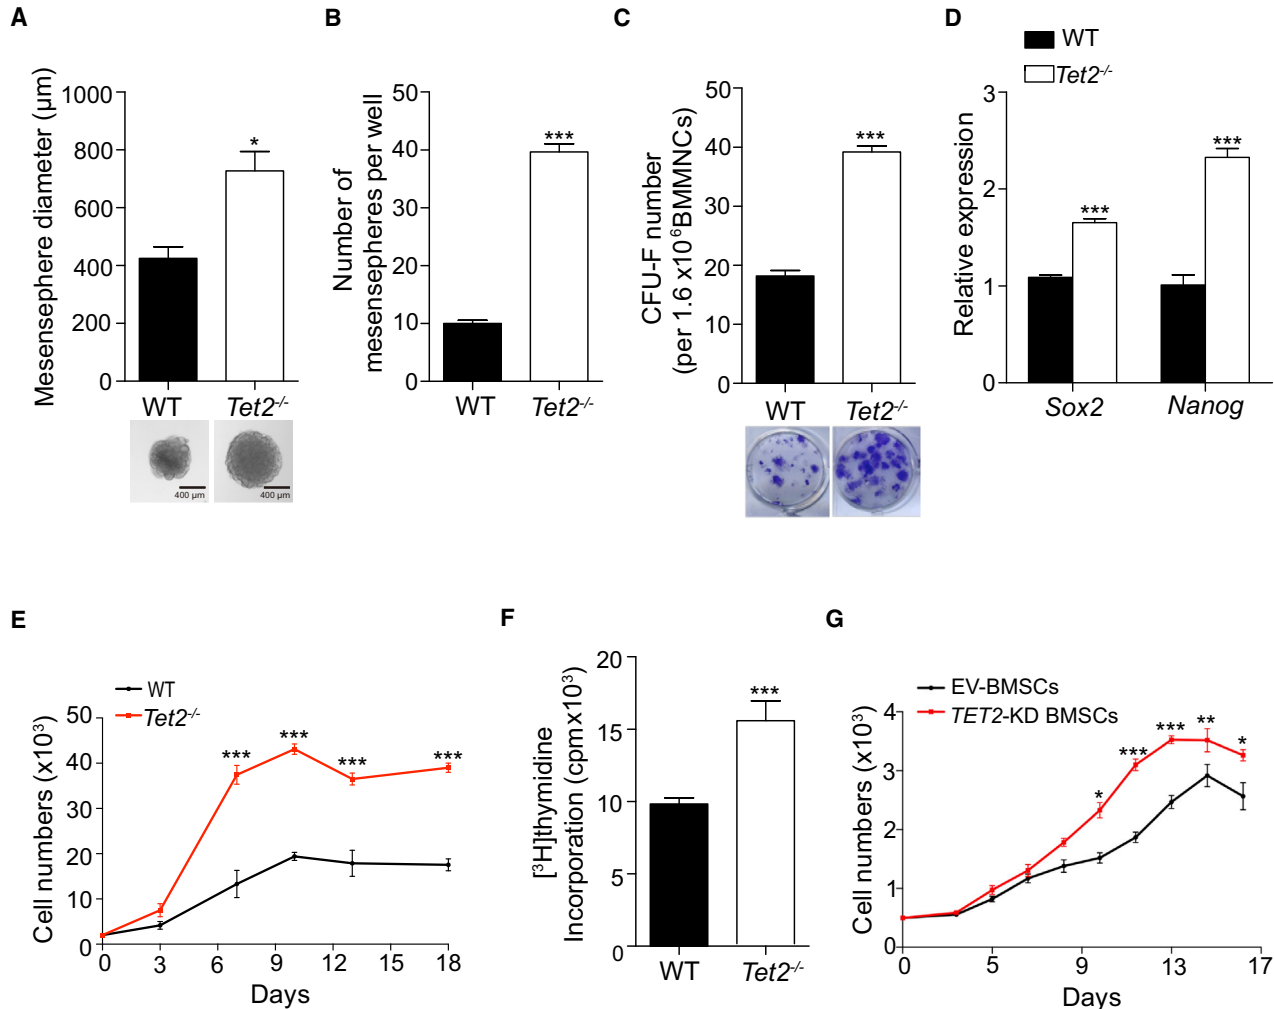 A
Mesensephere diameter (μm)
1000
800
600
400
200
0
*
WT
Tet2-/-
400 μm
400 μm
B
Number of
mesenspheres per well
50
40
30
20
10
0
***
WT
Tet2-/-
C
CFU-F number
(per 1.6 x10⁶BMMNCs)
50
40
30
20
10
0
***
WT
Tet2-/-
D
WT
Tet2-/-
Relative expression
3
2
1
0
***
***
Sox2
Nanog
E
WT
Tet2-/-
Cell numbers (x10³)
50
40
30
20
10
0
***
***
***
***
0 3 6 9 12 15 18
Days
F
[³H]thymidine
Incorporation (cpmx10³)
20
15
10
5
0
***
WT
Tet2-/-
G
EV-BMSCs
TET2-KD BMSCs
Cell numbers (x10³)
4
3
2
1
0
*
***
***
**
*
0 5 9 13 17
Days